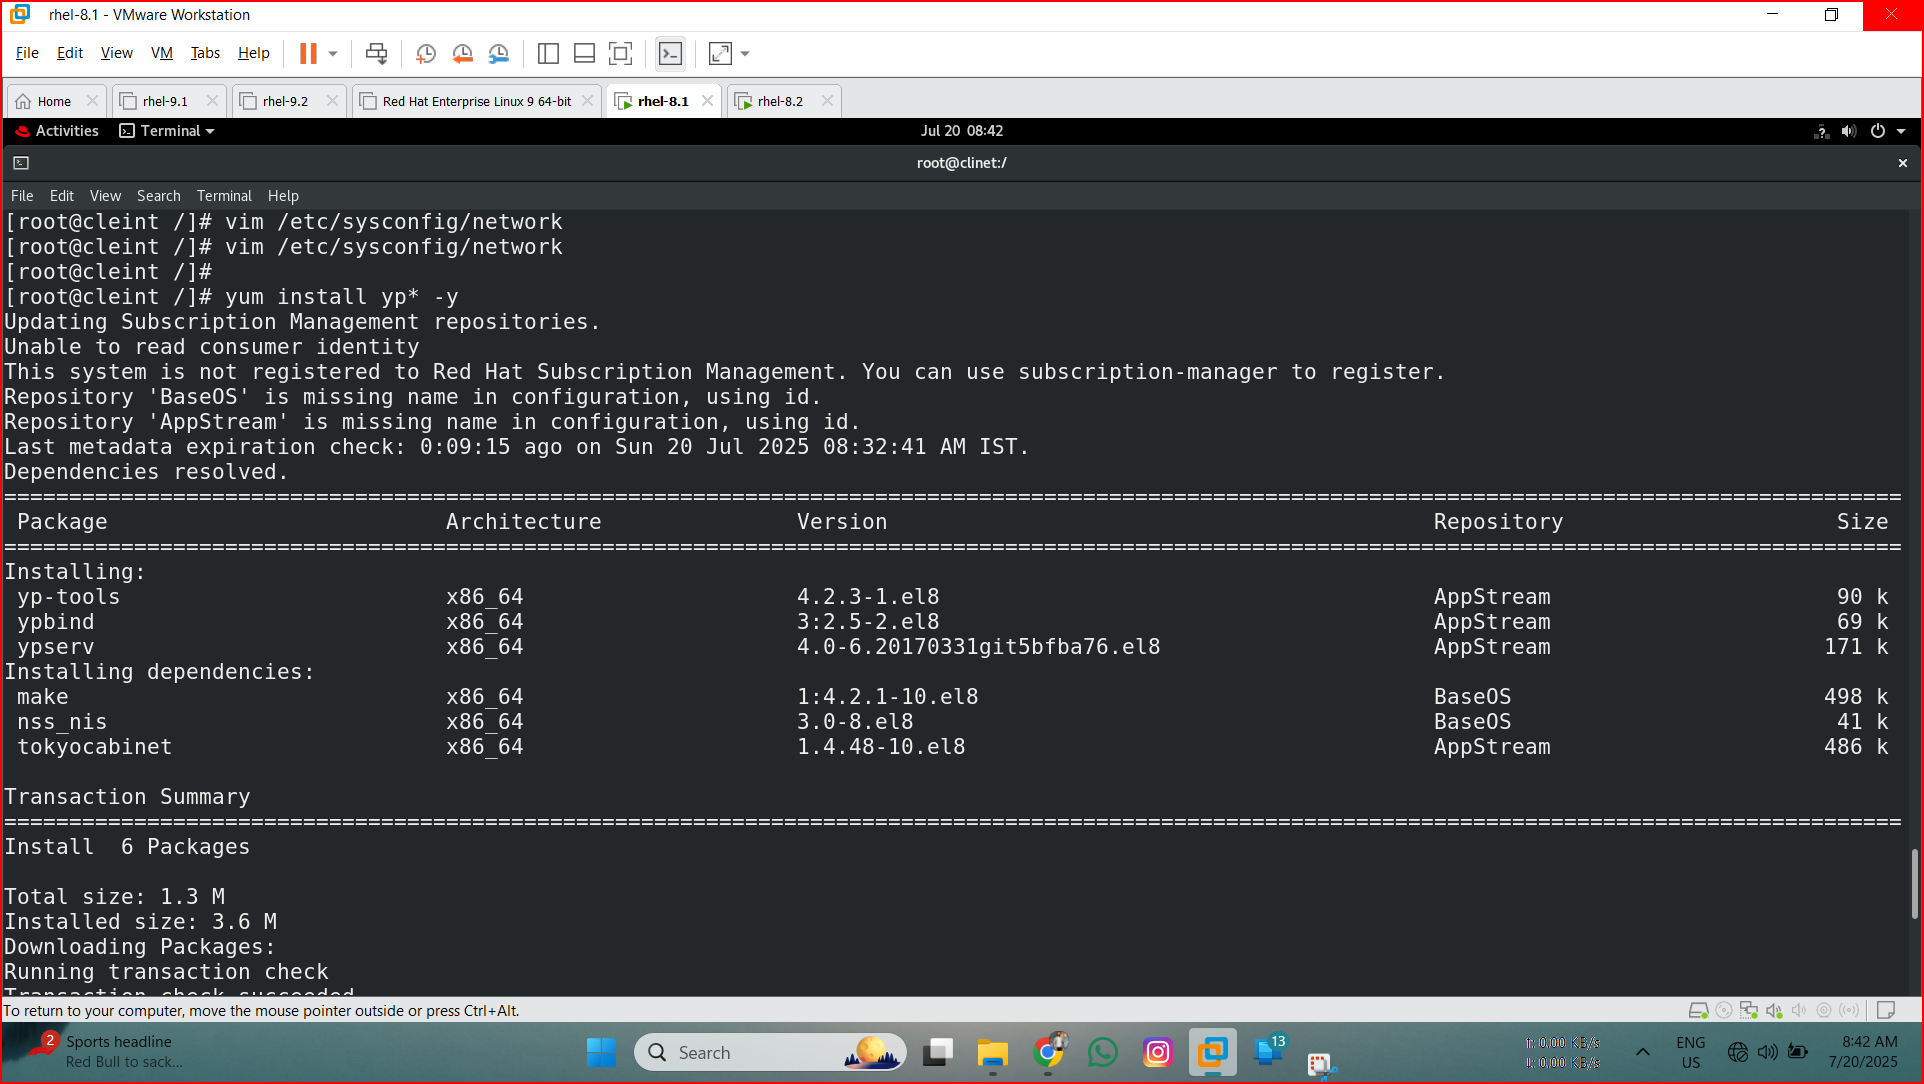 rhel-8.1 - VMware Workstation
File Edit View VM Tabs Help
Home rhel-9.1 rhel-9.2 Red Hat Enterprise Linux 9 64-bit rhel-8.1 rhel-8.2
Activities Terminal Jul 20 08:42
root@clinet:/
File Edit View Search Terminal Help
[root@cleint /]# vim /etc/sysconfig/network
[root@cleint /]# vim /etc/sysconfig/network
[root@cleint /]#
[root@cleint /]# yum install yp* -y
Updating Subscription Management repositories.
Unable to read consumer identity
This system is not registered to Red Hat Subscription Management. You can use subscription-manager to register.
Repository 'BaseOS' is missing name in configuration, using id.
Repository 'AppStream' is missing name in configuration, using id.
Last metadata expiration check: 0:09:15 ago on Sun 20 Jul 2025 08:32:41 AM IST.
Dependencies resolved.
Package Architecture Version Repository Size
Installing:
yp-tools x86_64 4.2.3-1.el8 AppStream 90 k
ypbind x86_64 3:2.5-2.el8 AppStream 69 k
ypserv x86_64 4.0-6.20170331git5bfba76.el8 AppStream 171 k
Installing dependencies:
make x86_64 1:4.2.1-10.el8 BaseOS 498 k
nss_nis x86_64 3.0-8.el8 BaseOS 41 k
tokyocabinet x86_64 1.4.48-10.el8 AppStream 486 k
Transaction Summary
Install 6 Packages
Total size: 1.3 M
Installed size: 3.6 M
Downloading Packages:
Running transaction check
Transaction check succeeded
To return to your computer, move the mouse pointer outside or press Ctrl+Alt.
2 Sports headline
Red Bull to sack...
Search
13
0,00 KB/s
0,00 KB/s
ENG
US
8:42 AM
7/20/2025